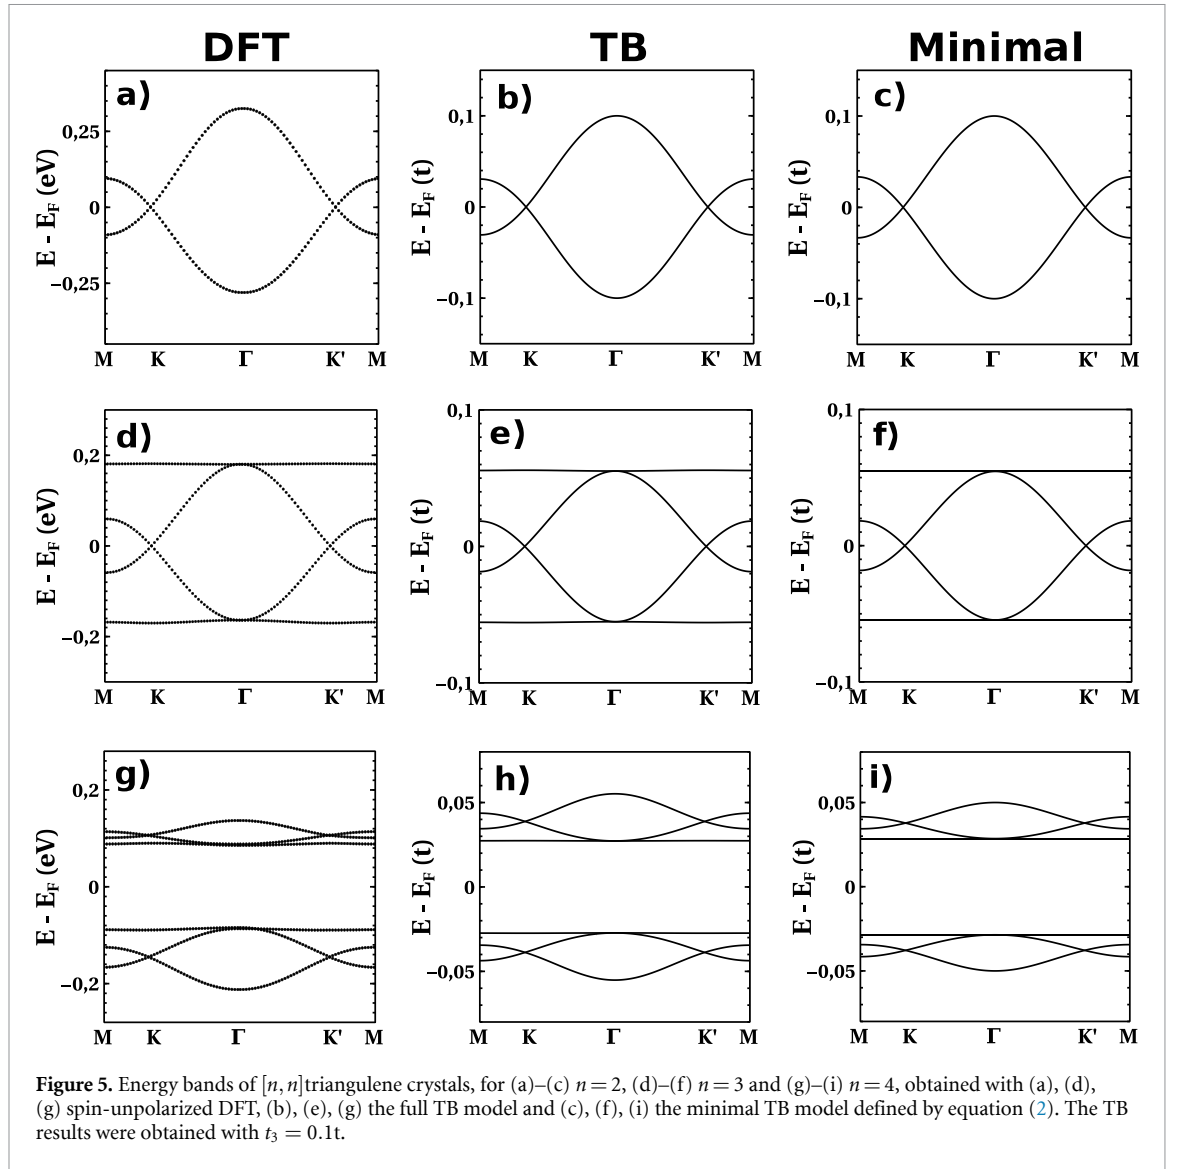 DFT TB Minimal
a) b) c)
E - E_F (eV) E - E_F (t) E - E_F (t)
0,25 0,1 0,1
0 0 0
−0,25 −0,1 −0,1
M K Γ K' M M K Γ K' M M K Γ K' M
d) e) f)
E - E_F (eV) E - E_F (t) E - E_F (t)
0,2 0,1 0,1
0 0 0
−0,2 −0,1 −0,1
M K Γ K' M M K Γ K' M M K Γ K' M
g) h) i)
E - E_F (eV) E - E_F (t) E - E_F (t)
0,2 0,05 0,05
0 0 0
−0,2 −0,05 −0,05
M K Γ K' M M K Γ K' M M K Γ K' M
Figure 5. Energy bands of [n, n]triangulene crystals, for (a)–(c) n = 2, (d)–(f) n = 3 and (g)–(i) n = 4, obtained with (a), (d),
(g) spin-unpolarized DFT, (b), (e), (g) the full TB model and (c), (f), (i) the minimal TB model defined by equation (2). The TB
results were obtained with t₃ = 0.1t.